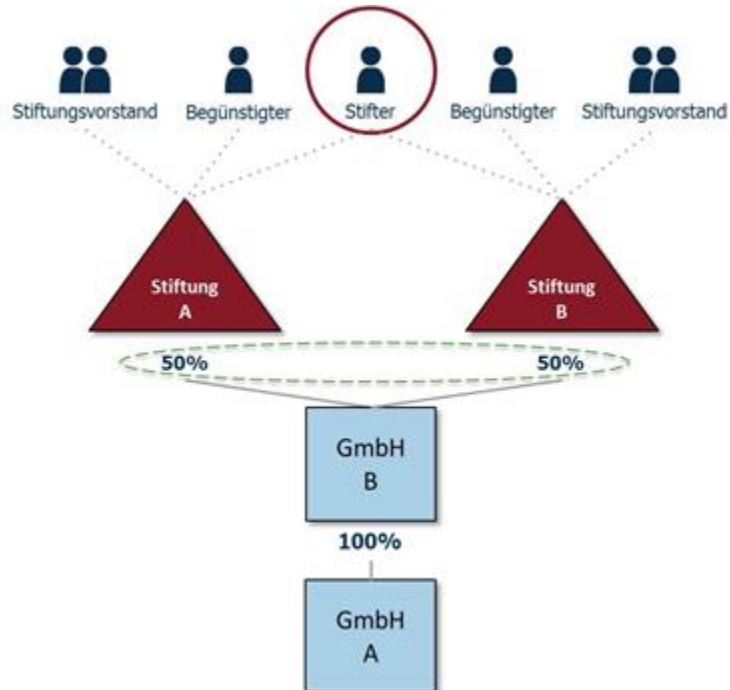 Stiftungsvorstand
Begünstigter
Stifter
Begünstigter
Stiftungsvorstand
Stiftung
A
Stiftung
B
50%
50%
GmbH
B
100%
GmbH
A